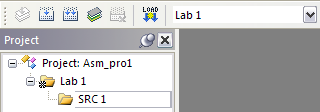 LOAD
Lab 1
Project
Project: Asm_pro1
Lab 1
SRC 1